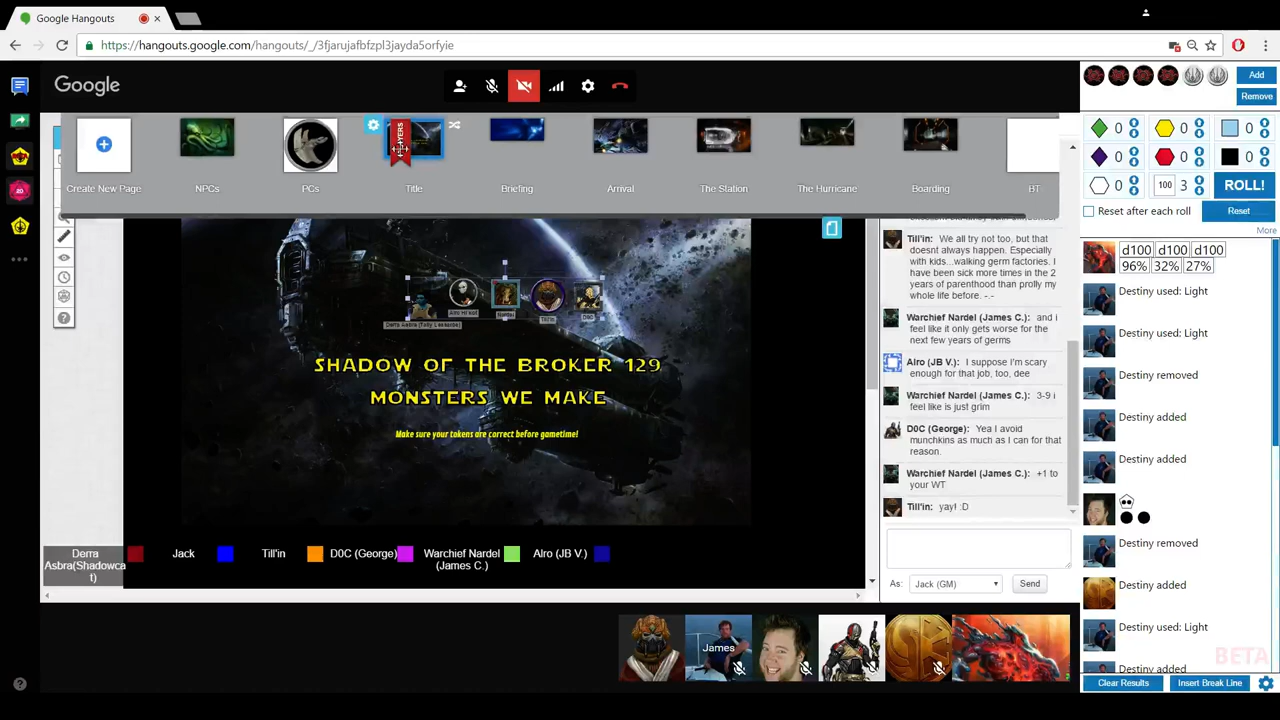 Google Hangouts
https://hangouts.google.com/hangouts/_/3fjarujafbfzpl3jayda5orfyie
Google
Add
Remove
0
0
0
0
0
0
0
100
3
ROLL!
Reset after each roll
Reset
More
Create New Page
NPCs
PCs
Title
Briefing
Arrival
The Station
The Hurricane
Boarding
BT
Derra Asbra (Tolly Leonards)
Till'in
D0C
SHADOW OF THE BROKER 129
MONSTERS WE MAKE
Make sure your tokens are correct before gametime!
Derra
Asbra(Shadowca
t)
Jack
Till'in
D0C (George)
Warchief Nardel
(James C.)
Alro (JB V.)
Till'in: We all try not too, but that
doesnt always happen. Especially
with kids...walking germ factories. I
have been sick more times in the 2
years of parenthood than prolly my
whole life before. -.-
Warchief Nardel (James C.): and i
feel like it only gets worse for the
next few years of germs
Alro (JB V.): I suppose I'm scary
enough for that job, too, dee
Warchief Nardel (James C.): 3-9 i
feel like is just grim
D0C (George): Yea I avoid
munchkins as much as I can for that
reason.
Warchief Nardel (James C.): +1 to
your WT
Till'in: yay! :D
As:
Jack (GM)
Send
d100 d100 d100
96% 32% 27%
Destiny used: Light
Destiny used: Light
Destiny removed
Destiny added
Destiny added
Destiny removed
Destiny added
Destiny used: Light
Destiny added
BETA
James
Clear Results
Insert Break Line